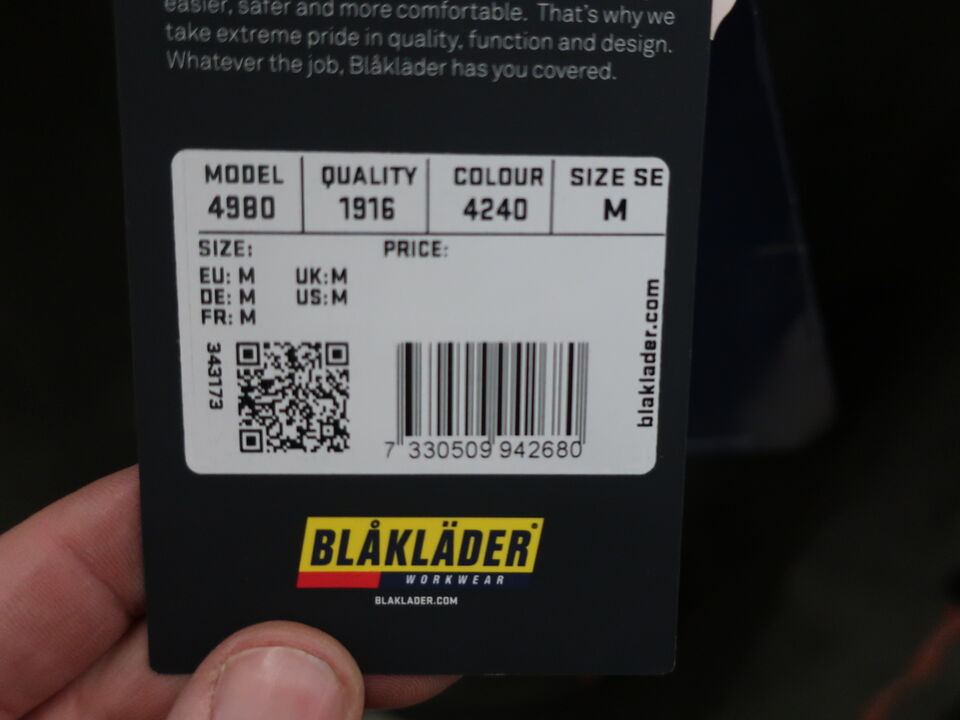 easier, safer and more comfortable. That's why we
take extreme pride in quality, function and design.
Whatever the job, Blåkläder has you covered.
MODEL QUALITY COLOUR SIZE SE
4980 1916 4240 M
SIZE: PRICE:
EU: M UK: M
DE: M US: M
FR: M
343173
blaklader.com
7 330509 942680
BLÅKLÄDER®
WORKWEAR
BLAKLADER.COM